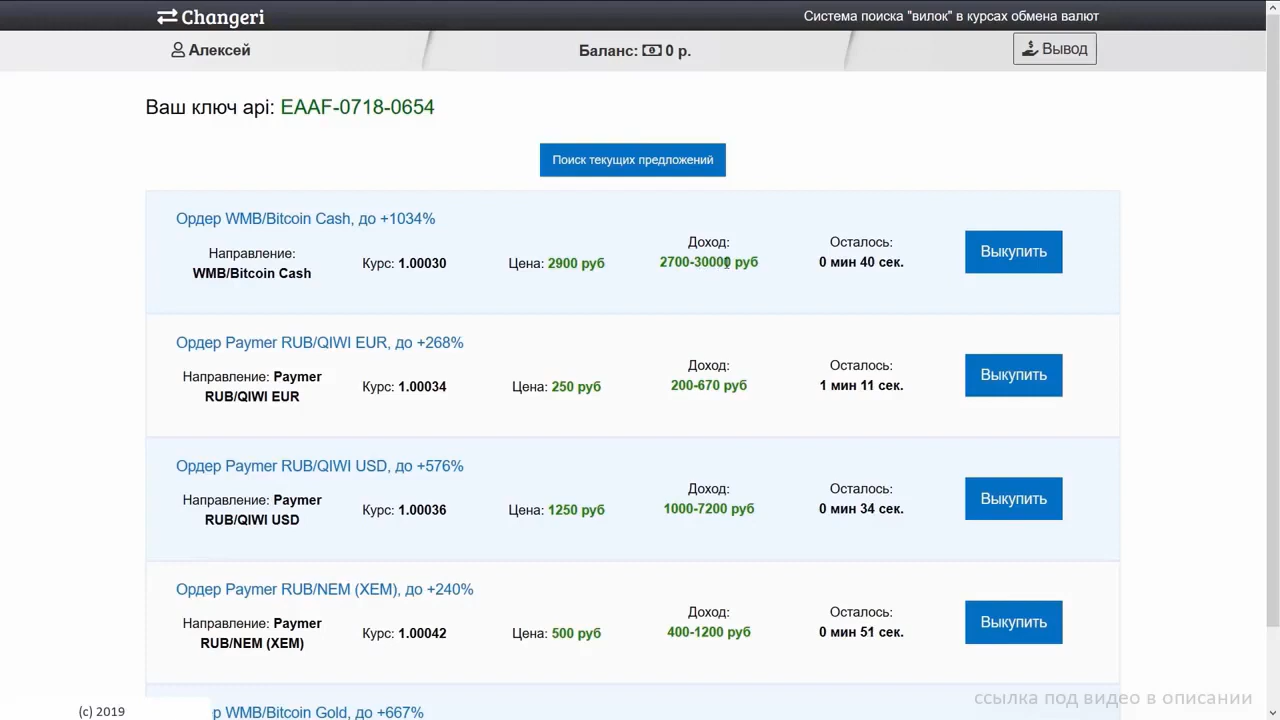 Changeri
Система поиска "вилок" в курсах обмена валют
Алексей
Баланс: 0 р.
Вывод
Ваш ключ api: EAAF-0718-0654
Поиск текущих предложений
Ордер WMB/Bitcoin Cash, до +1034%
Направление:
WMB/Bitcoin Cash
Курс: 1.00030
Цена: 2900 руб
Доход:
2700-30000 руб
Осталось:
0 мин 40 сек.
Выкупить
Ордер Paymer RUB/QIWI EUR, до +268%
Направление: Paymer
RUB/QIWI EUR
Курс: 1.00034
Цена: 250 руб
Доход:
200-670 руб
Осталось:
1 мин 11 сек.
Выкупить
Ордер Paymer RUB/QIWI USD, до +576%
Направление: Paymer
RUB/QIWI USD
Курс: 1.00036
Цена: 1250 руб
Доход:
1000-7200 руб
Осталось:
0 мин 34 сек.
Выкупить
Ордер Paymer RUB/NEM (XEM), до +240%
Направление: Paymer
RUB/NEM (XEM)
Курс: 1.00042
Цена: 500 руб
Доход:
400-1200 руб
Осталось:
0 мин 51 сек.
Выкупить
р WMB/Bitcoin Gold, до +667%
(c) 2019
ссылка под видео в описании